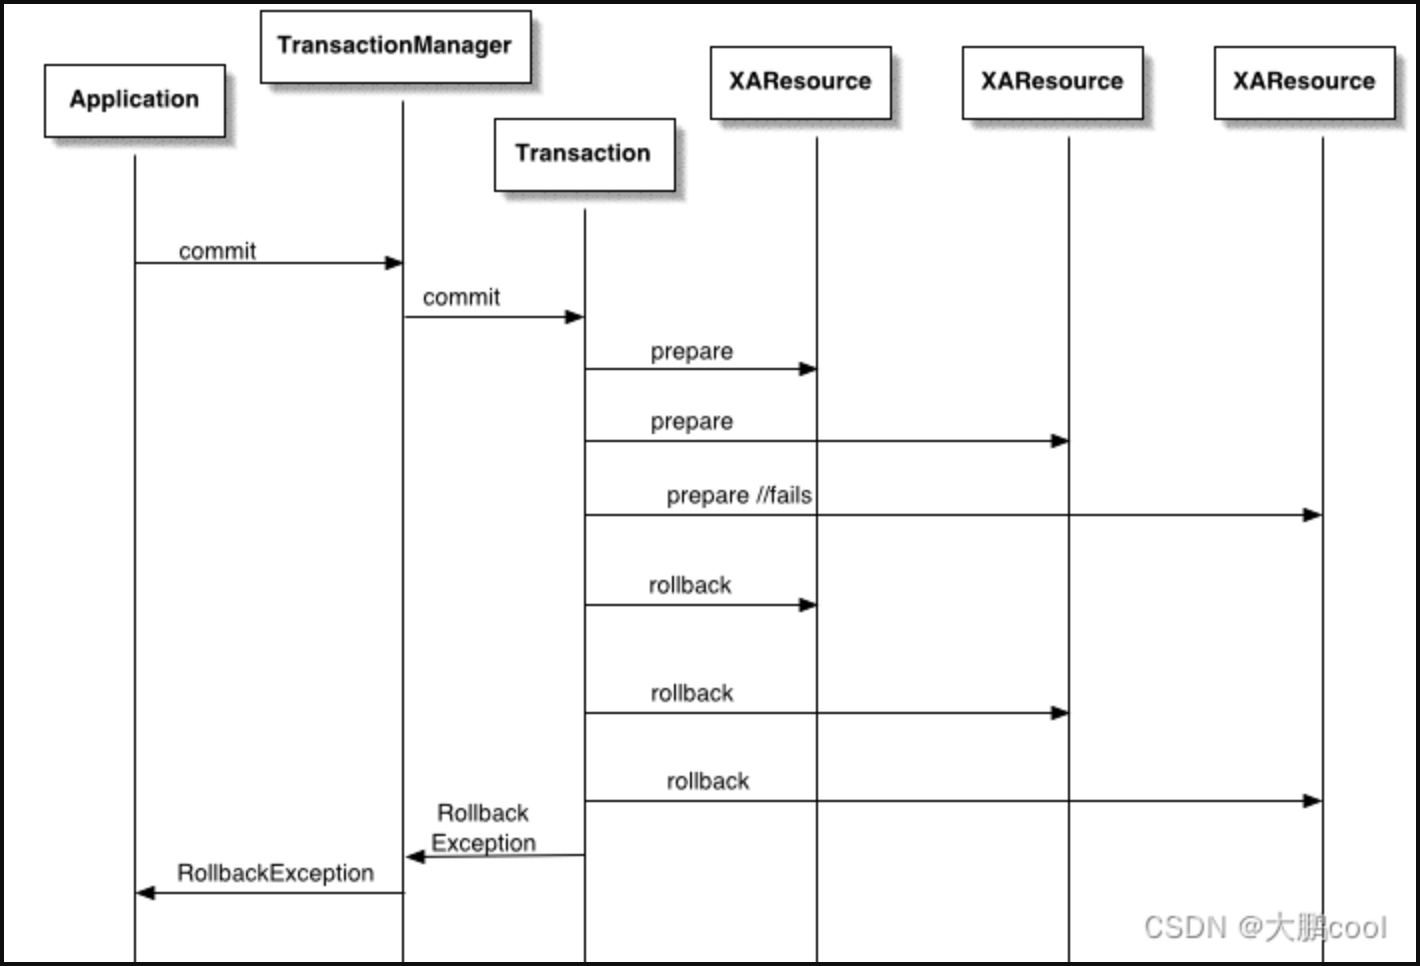 TransactionManager
Application
XAResource
XAResource
XAResource
Transaction
commit
commit
prepare
prepare
prepare //fails
rollback
rollback
rollback
Rollback
Exception
RollbackException
CSDN @大鹏cool